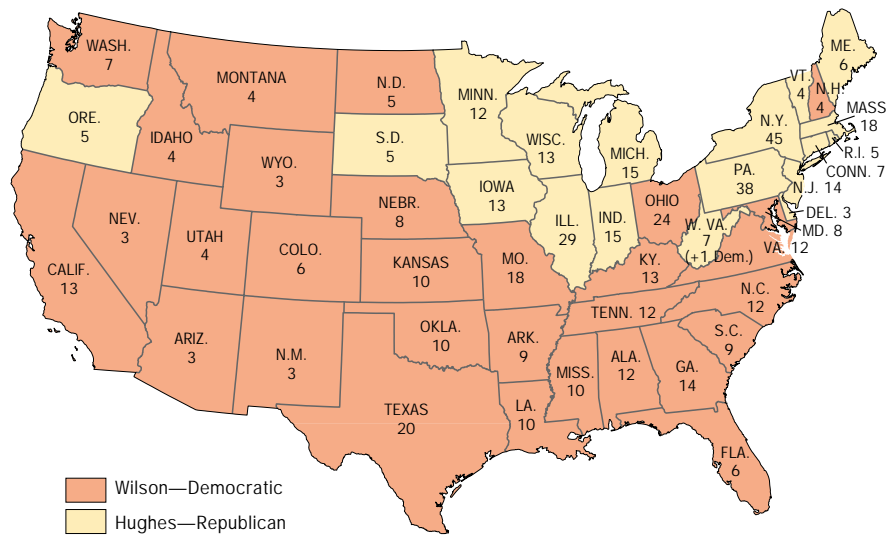 WASH.
7
MONTANA
4
N.D.
5
MINN.
12
ORE.
5
IDAHO
4
WYO.
3
S.D.
5
WISC.
13
MICH.
15
ME.
6
VT.
4
N.H.
4
MASS
18
N.Y.
45
R.I. 5
CONN. 7
PA.
38
N.J. 14
DEL. 3
MD. 8
NEV.
3
UTAH
4
COLO.
6
NEBR.
8
IOWA
13
ILL.
29
IND.
15
OHIO
24
W. VA.
7
(+1 Dem.)
VA. 12
CALIF.
13
KANSAS
10
MO.
18
KY.
13
N.C.
12
TENN. 12
S.C.
9
ARIZ.
3
N.M.
3
OKLA.
10
ARK.
9
MISS.
10
ALA.
12
GA.
14
TEXAS
20
LA.
10
FLA.
6
Wilson—Democratic
Hughes—Republican